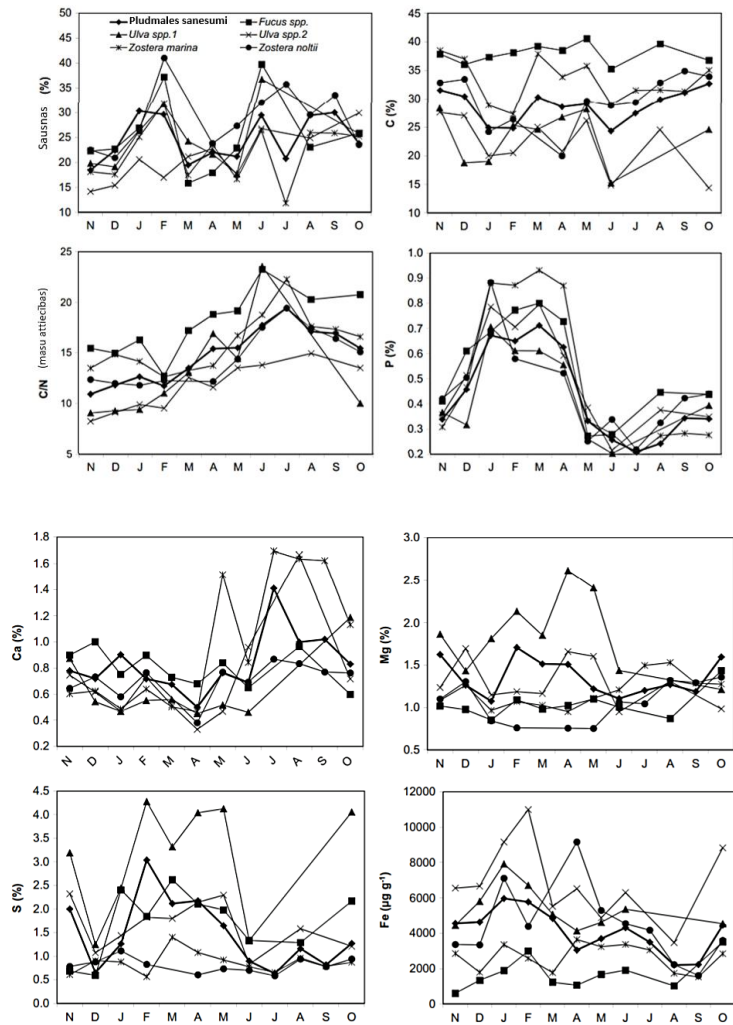 Pludmales sanesumi
Fucus spp.
Ulva spp.1
Ulva spp.2
Zostera marina
Zostera noltii
Sausnas (%)
50
45
40
35
30
25
20
15
10
N D J F M A M J J A S O
C (%)
45
40
35
30
25
20
15
10
N D J F M A M J J A S O
C/N (masu attiecības)
25
20
15
10
5
N D J F M A M J J A S O
P (%)
1.0
0.9
0.8
0.7
0.6
0.5
0.4
0.3
0.2
N D J F M A M J J A S O
Ca (%)
1.8
1.6
1.4
1.2
1.0
0.8
0.6
0.4
0.2
N D J F M A M J J A S O
Mg (%)
3.0
2.5
2.0
1.5
1.0
0.5
N D J F M A M J J A S O
S (%)
4.5
4.0
3.5
3.0
2.5
2.0
1.5
1.0
0.5
0.0
N D J F M A M J J A S O
Fe (µg g⁻¹)
12000
10000
8000
6000
4000
2000
0
N D J F M A M J J A S O